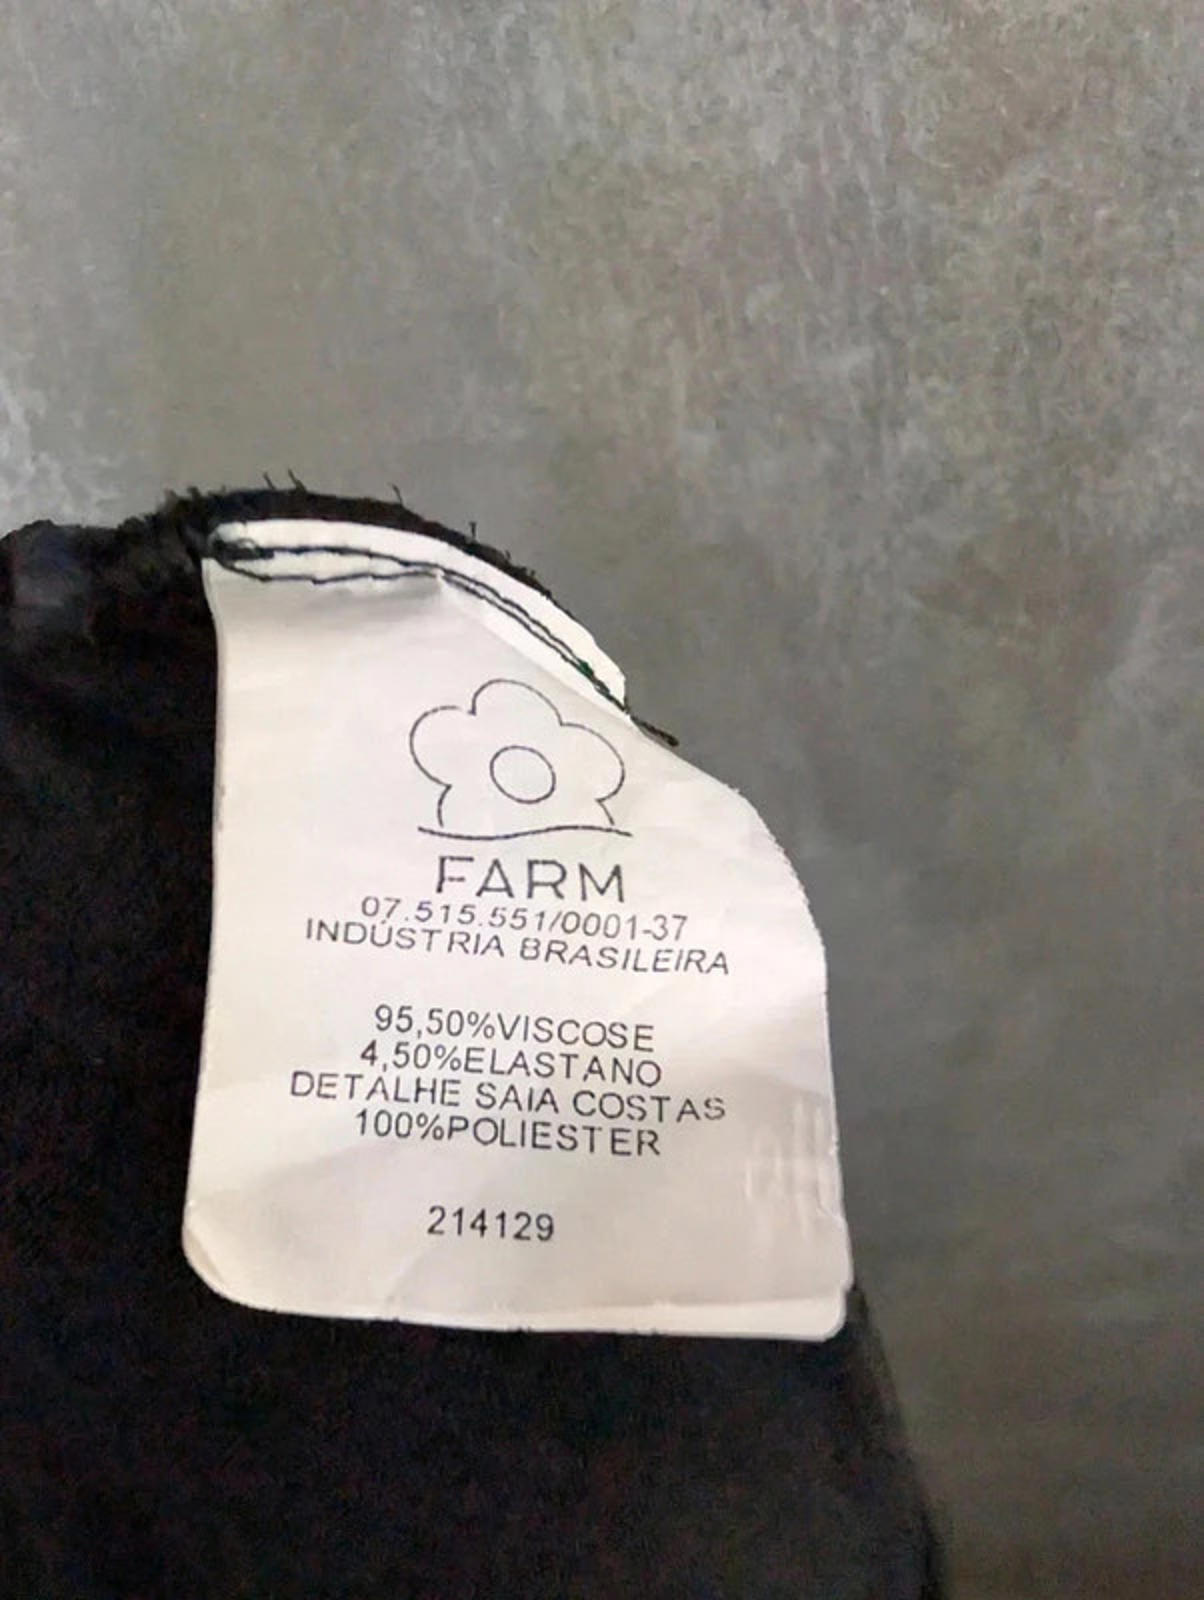 FARM
07.515.551/0001-37
INDÚSTRIA BRASILEIRA
95,50%VISCOSE
4,50%ELASTANO
DETALHE SAIA COSTAS
100%POLIESTER
214129